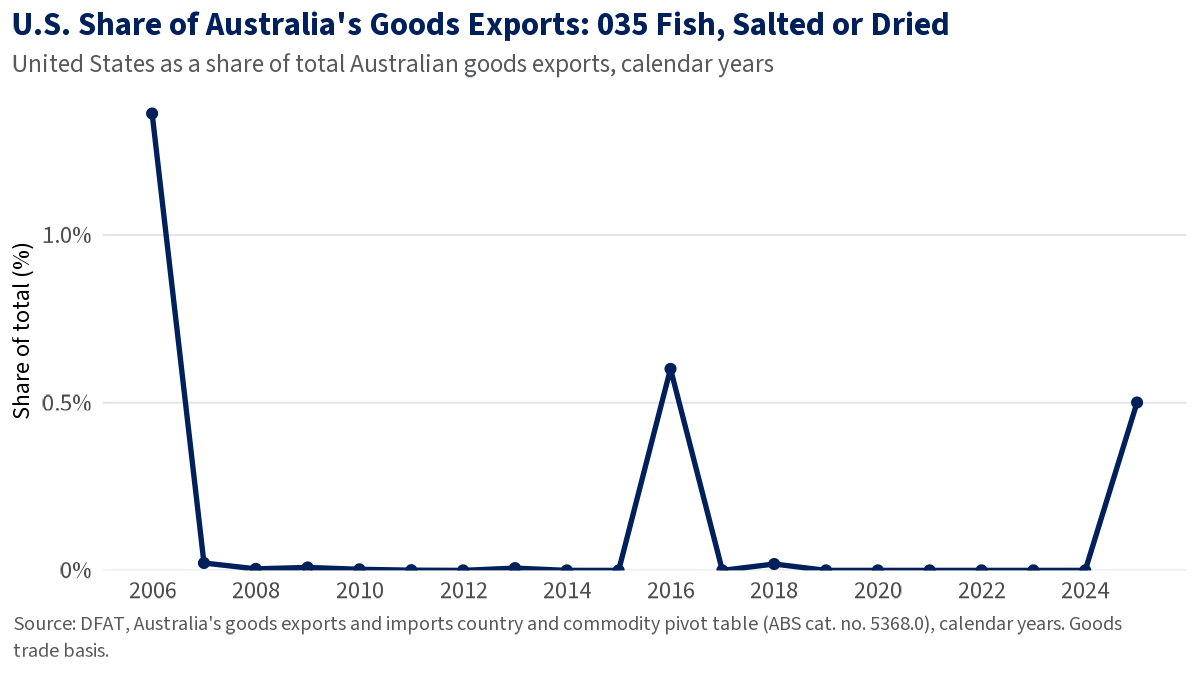 U.S. Share of Australia's Goods Exports: 035 Fish, Salted or Dried
United States as a share of total Australian goods exports, calendar years
Share of total (%)
1.0%
0.5%
0%
2006 2008 2010 2012 2014 2016 2018 2020 2022 2024
Source: DFAT, Australia's goods exports and imports country and commodity pivot table (ABS cat. no. 5368.0), calendar years. Goods
trade basis.